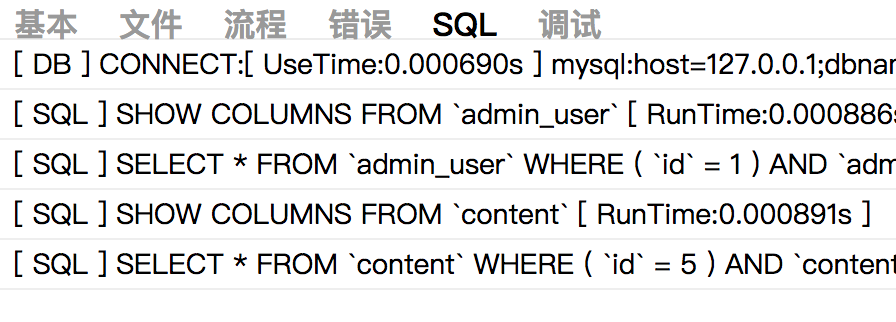 基本 文件 流程 错误 SQL 调试
[ DB ] CONNECT:[ UseTime:0.000690s ] mysql:host=127.0.0.1;dbnar
[ SQL ] SHOW COLUMNS FROM `admin_user` [ RunTime:0.000886s
[ SQL ] SELECT * FROM `admin_user` WHERE ( `id` = 1 ) AND `adm
[ SQL ] SHOW COLUMNS FROM `content` [ RunTime:0.000891s ]
[ SQL ] SELECT * FROM `content` WHERE ( `id` = 5 ) AND `content